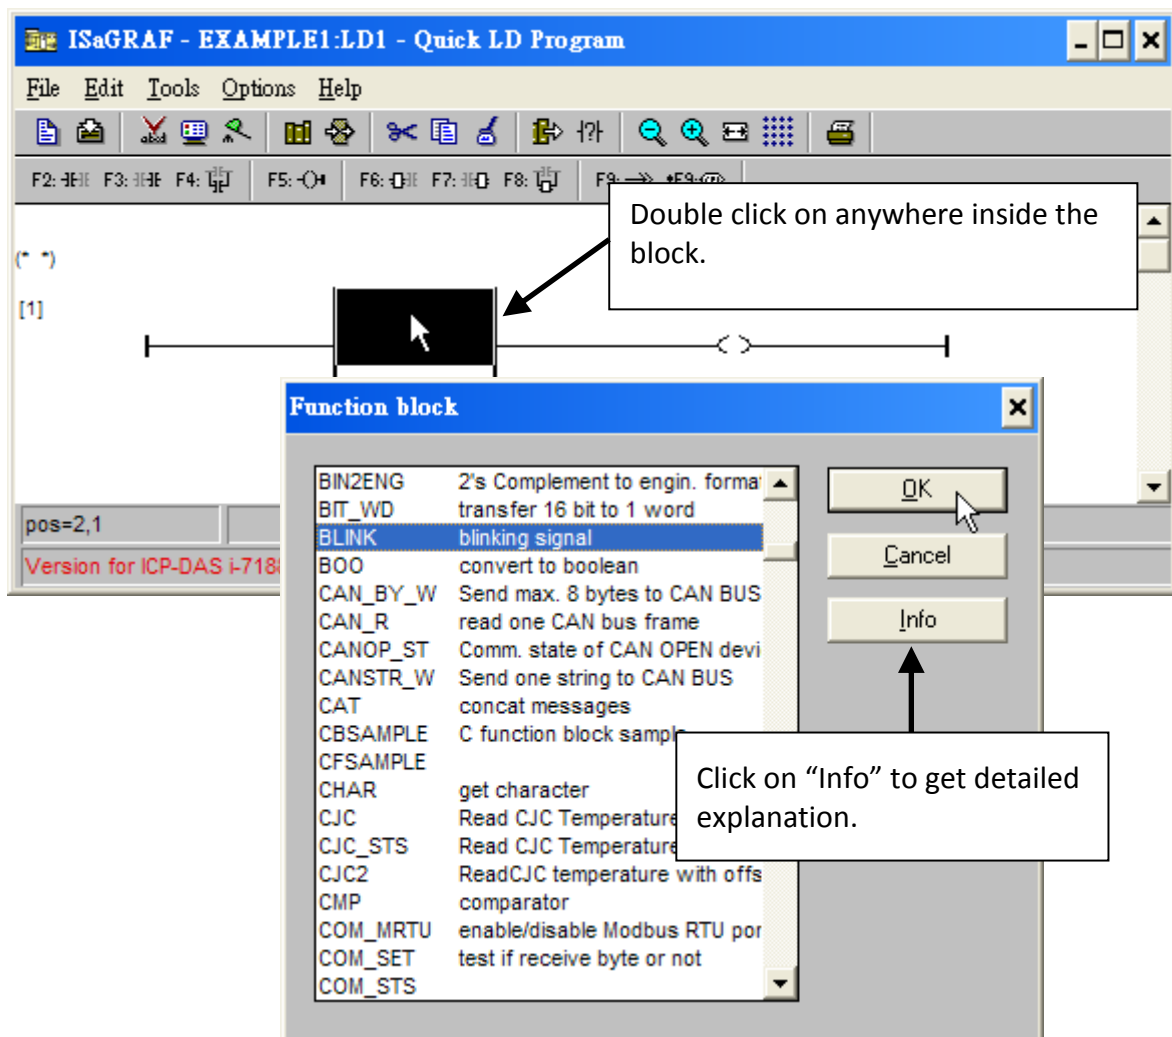 ISaGRAF - EXAMPLE1:LD1 - Quick LD Program
File Edit Tools Options Help
F2: F3: F4: F5: F6: F7: F8: F9:
(* *)
[1]
Double click on anywhere inside the
block.
Function block
BIN2ENG 2's Complement to engin. format
BIT_WD transfer 16 bit to 1 word
BLINK blinking signal
BOO convert to boolean
CAN_BY_W Send max. 8 bytes to CAN BUS
CAN_R read one CAN bus frame
CANOP_ST Comm. state of CAN OPEN devi
CANSTR_W Send one string to CAN BUS
CAT concat messages
CBSAMPLE C function block sample
CFSAMPLE
CHAR get character
CJC Read CJC Temperature
CJC_STS Read CJC Temperature
CJC2 ReadCJC temperature with offs
CMP comparator
COM_MRTU enable/disable Modbus RTU por
COM_SET test if receive byte or not
COM_STS
OK
Cancel
Info
Click on “Info” to get detailed
explanation.
pos=2,1
Version for ICP-DAS i-7188